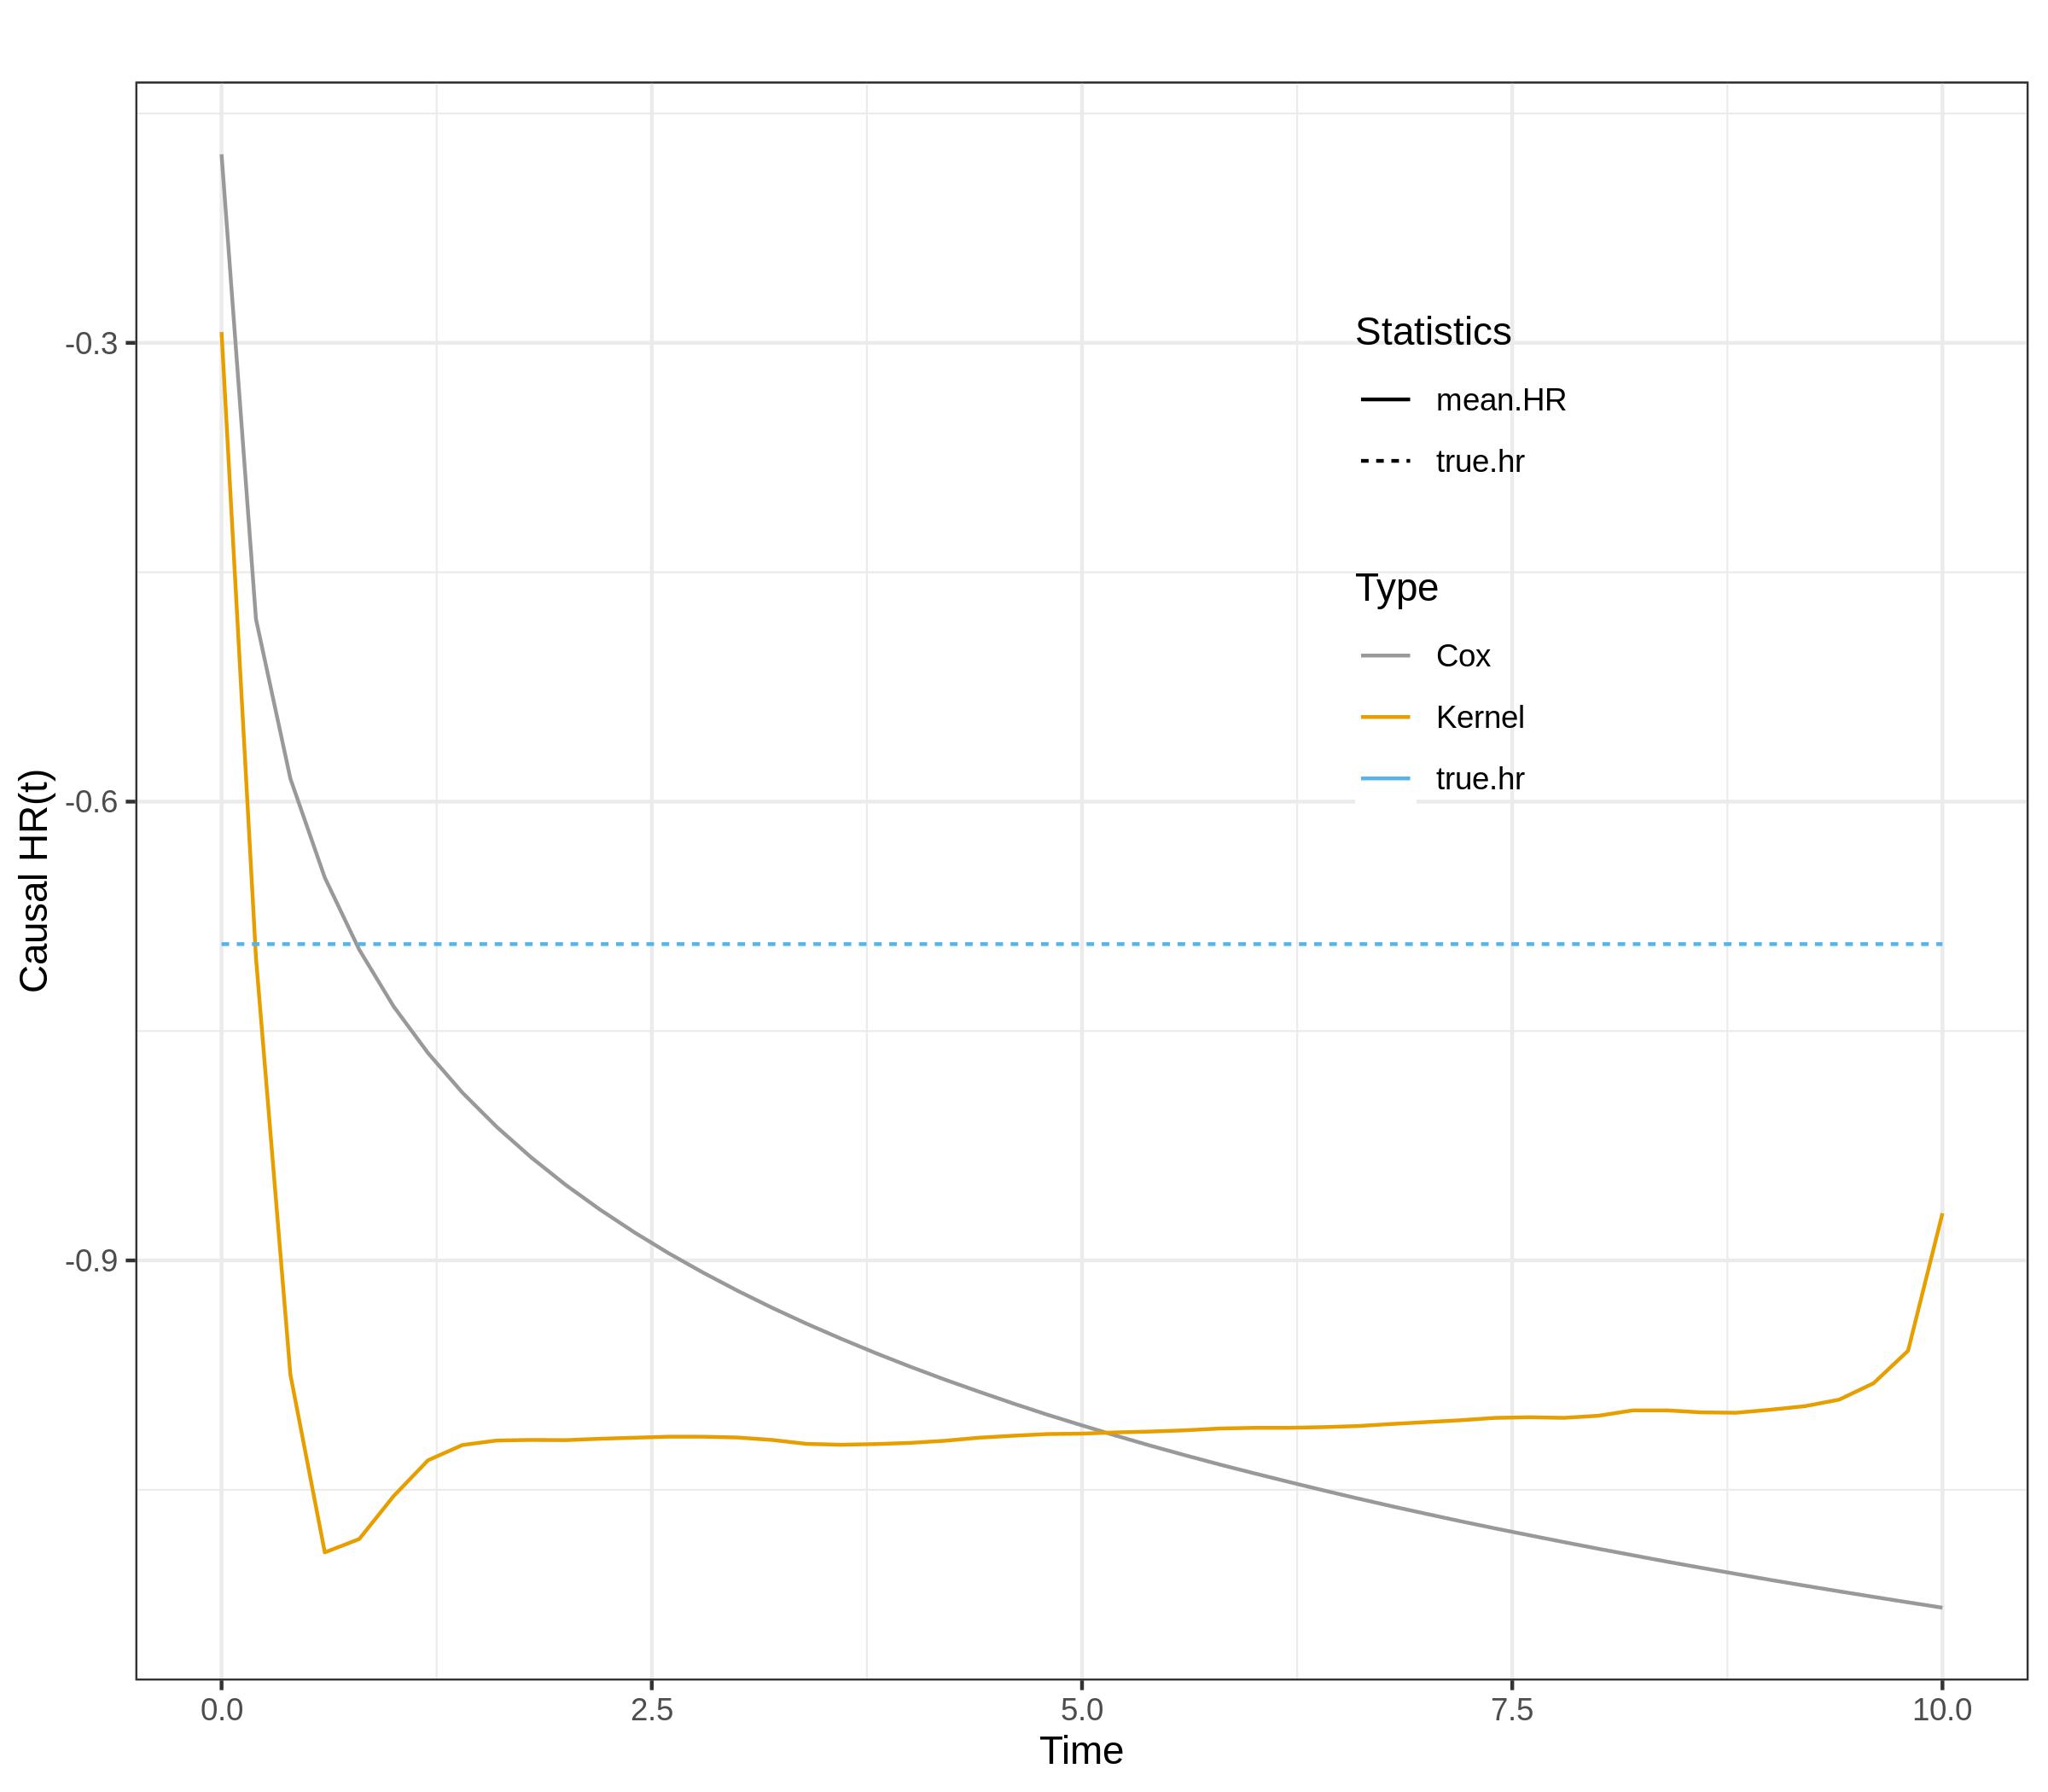 Causal HR(t)
-0.3
-0.6
-0.9
Statistics
mean.HR
true.hr
Type
Cox
Kernel
true.hr
0.0 2.5 5.0 7.5 10.0
Time